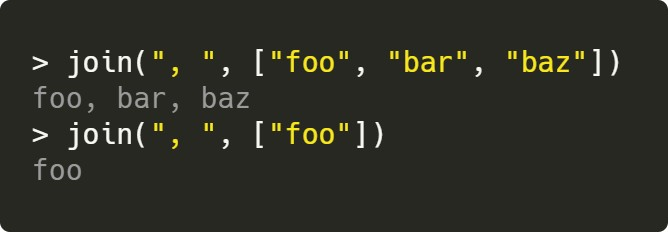 > join(", ", ["foo", "bar", "baz"])
foo, bar, baz
> join(", ", ["foo"])
foo